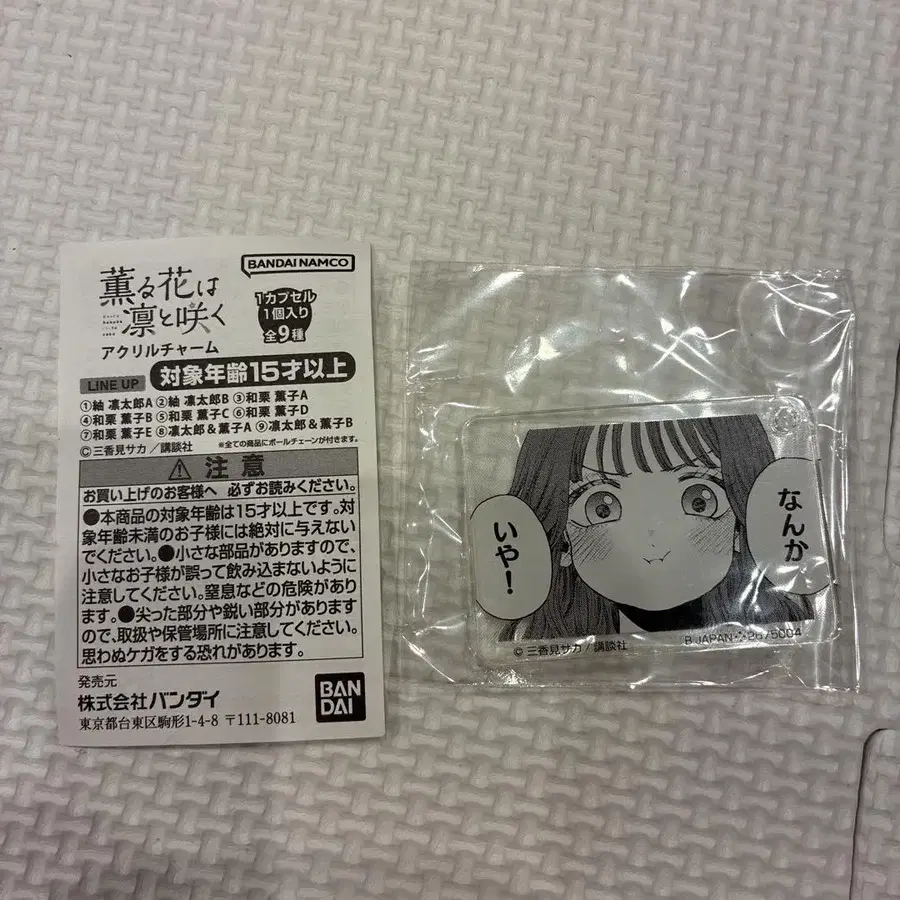 BANDAI NAMCO
薫る花は
凛と咲く
アクリルチャーム
1カプセル
1個入り
全9種
LINE UP
対象年齢15才以上
①紬 凛太郎A ②紬 凛太郎B ③和栗 薫子A
④和栗 薫子B ⑤和栗 薫子C ⑥和栗 薫子D
⑦和栗 薫子E ⑧凛太郎&薫子A ⑨凛太郎&薫子B
©三香見サカ/講談社 ※全ての商品にボールチェーンが付きます。
注意
お買い上げのお客様へ 必ずお読みください。
●本商品の対象年齢は15才以上です。対
象年齢未満のお子様には絶対に与えない
でください。●小さな部品がありますので、
小さなお子様が誤って飲み込まないように
注意してください。窒息などの危険があり
ます。●尖った部分や鋭い部分があります
ので、取扱や保管場所に注意してください。
思わぬケガをする恐れがあります。
発売元
株式会社バンダイ
東京都台東区駒形1-4-8 〒111-8081
BAN
DAI
なんか
いや!
©三香見サカ/講談社
B.JAPAN 2675004